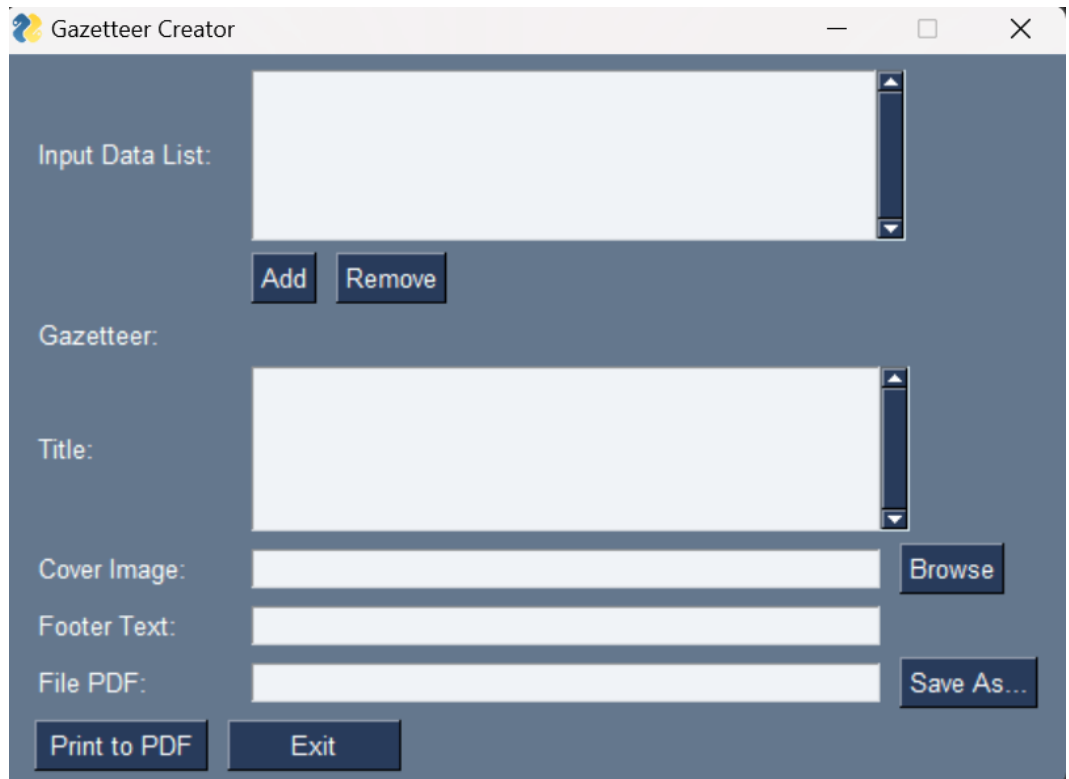 Gazetteer Creator
Input Data List:
Add Remove
Gazetteer:
Title:
Cover Image: Browse
Footer Text:
File PDF: Save As...
Print to PDF Exit